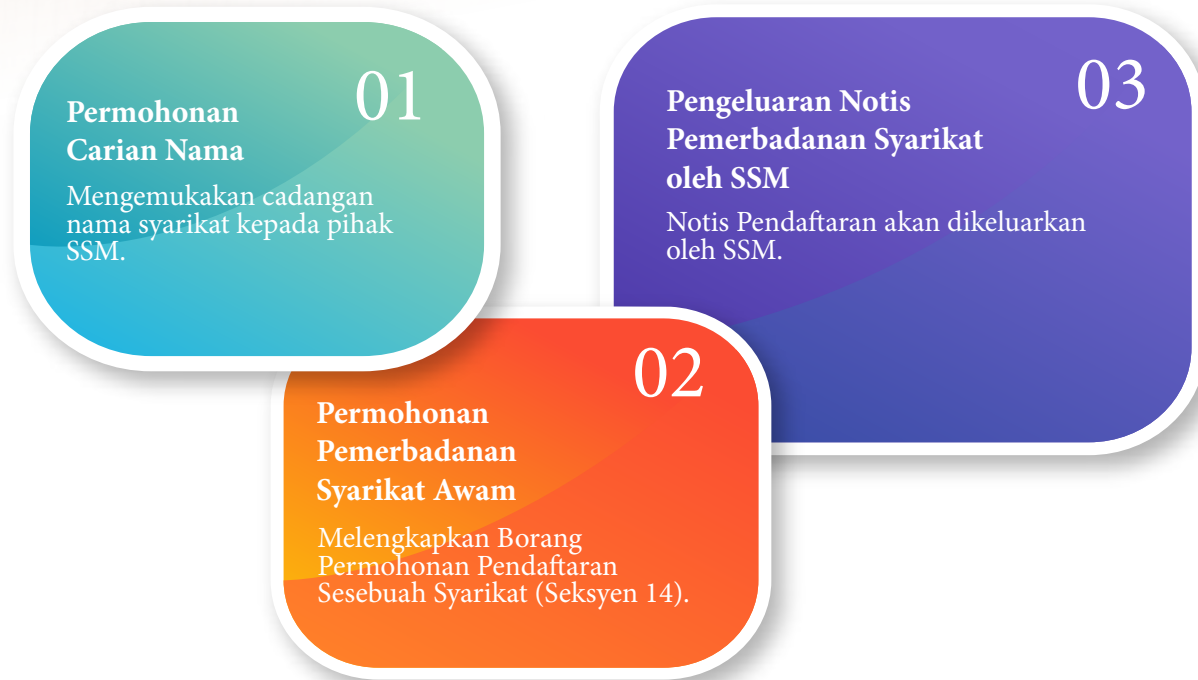 01
Permohonan
Carian Nama
Mengemukakan cadangan
nama syarikat kepada pihak
SSM.
02
Permohonan
Pemerbadanan
Syarikat Awam
Melengkapkan Borang
Permohonan Pendaftaran
Sesebuah Syarikat (Seksyen 14).
03
Pengeluaran Notis
Pemerbadanan Syarikat
oleh SSM
Notis Pendaftaran akan dikeluarkan
oleh SSM.